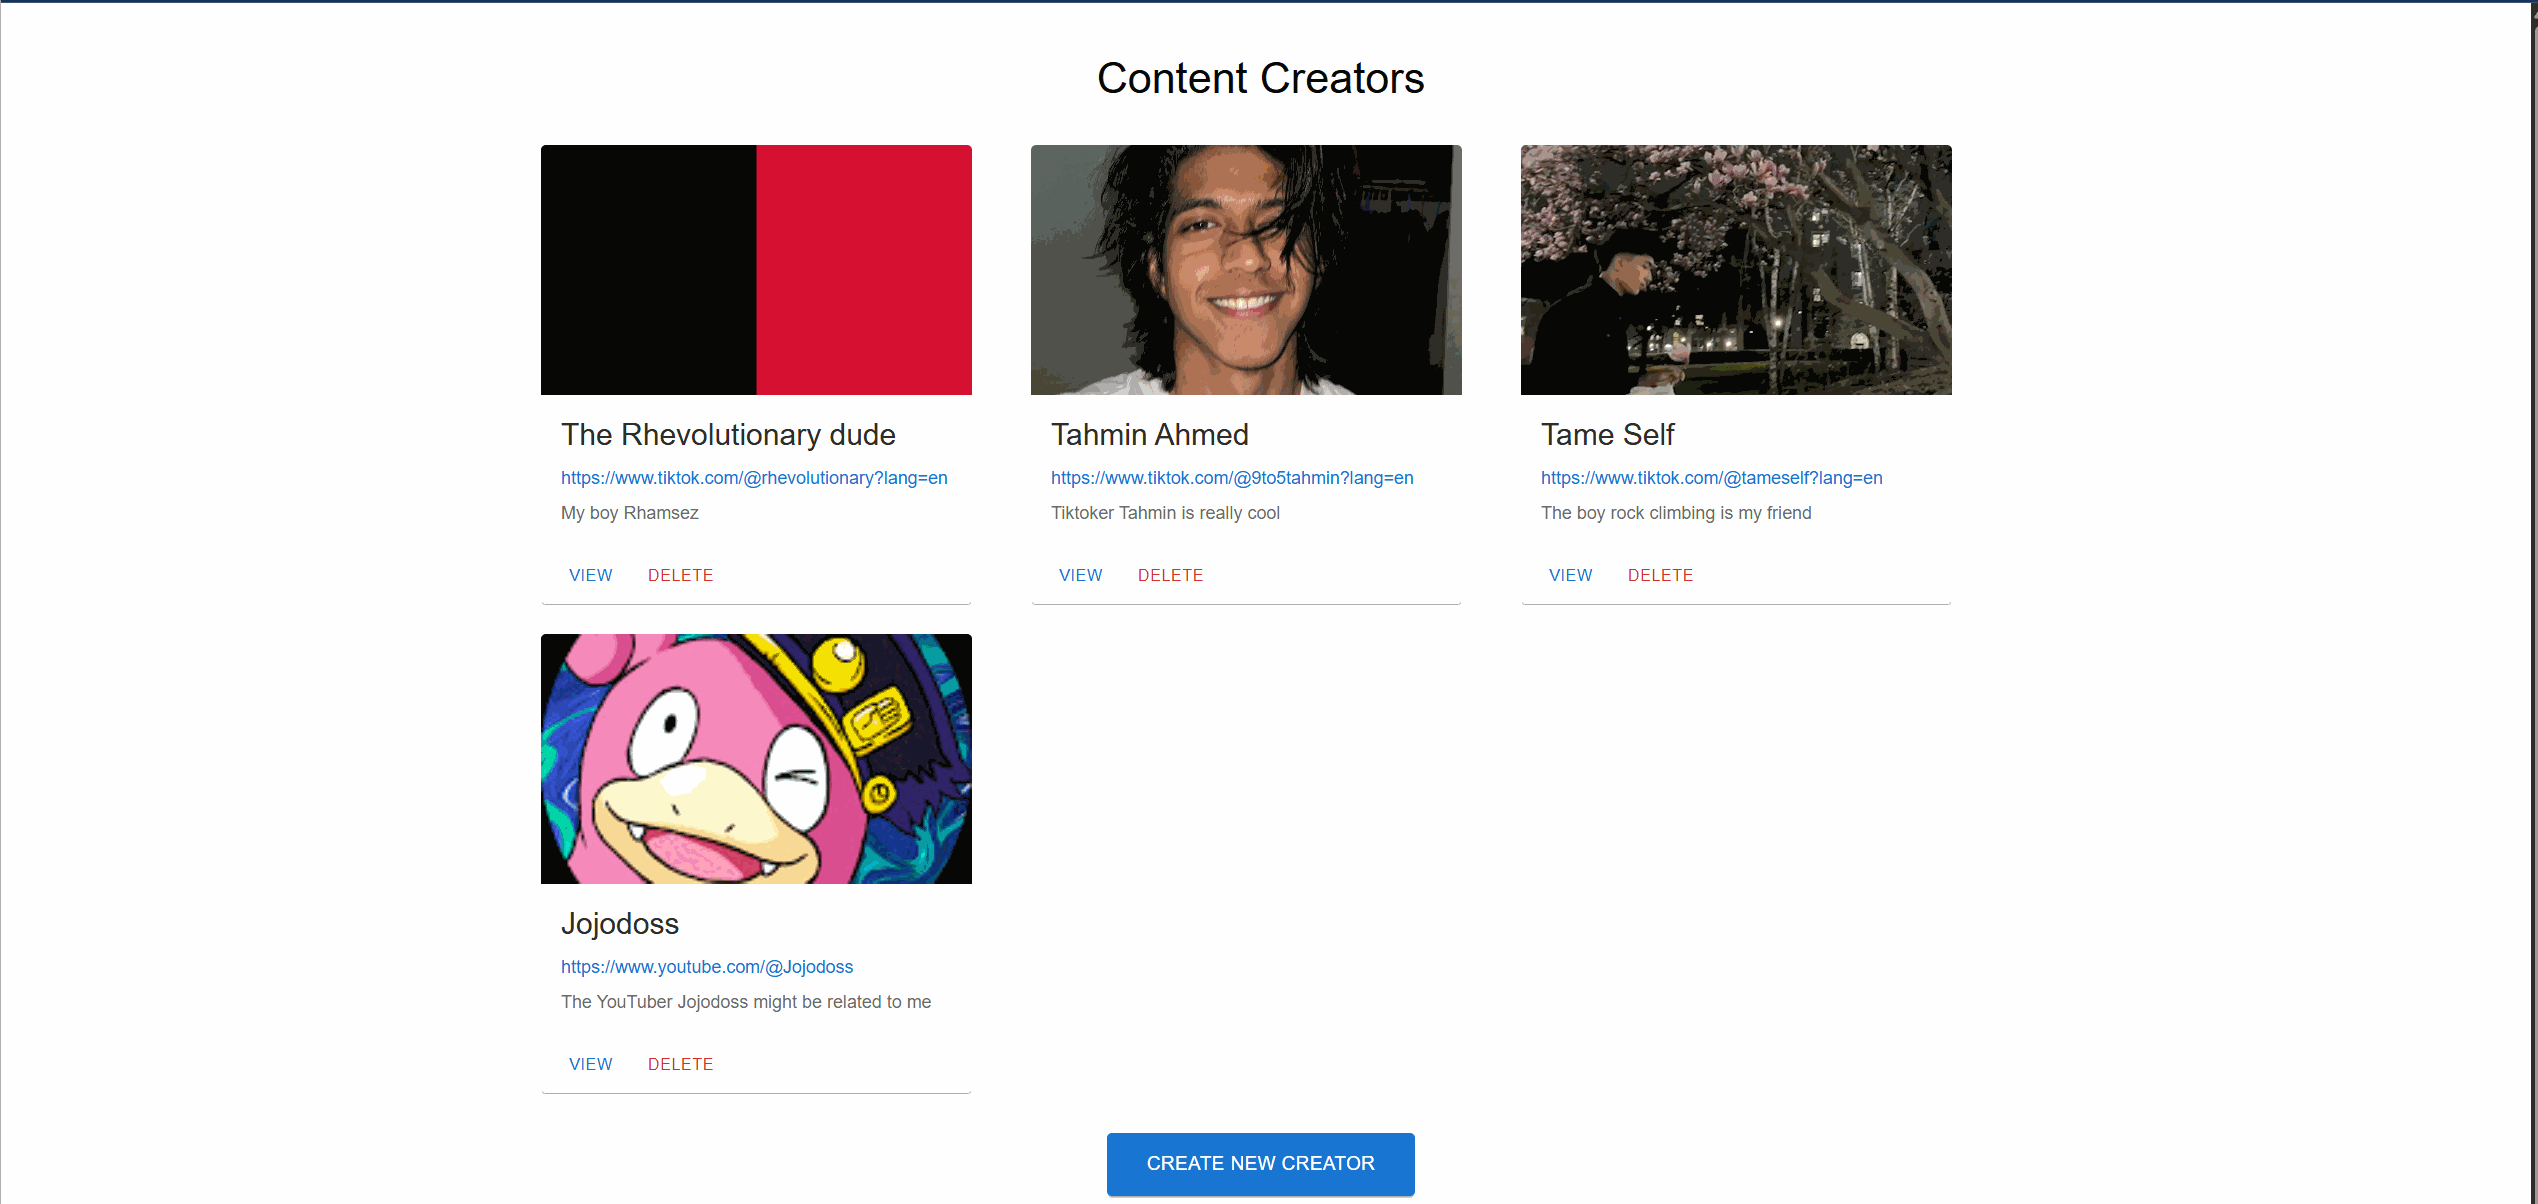 Content Creators
The Rhevolutionary dude
https://www.tiktok.com/@rhevolutionary?lang=en
My boy Rhamsez
VIEW DELETE
Tahmin Ahmed
https://www.tiktok.com/@9to5tahmin?lang=en
Tiktoker Tahmin is really cool
VIEW DELETE
Tame Self
https://www.tiktok.com/@tameself?lang=en
The boy rock climbing is my friend
VIEW DELETE
Jojodoss
https://www.youtube.com/@Jojodoss
The YouTuber Jojodoss might be related to me
VIEW DELETE
CREATE NEW CREATOR